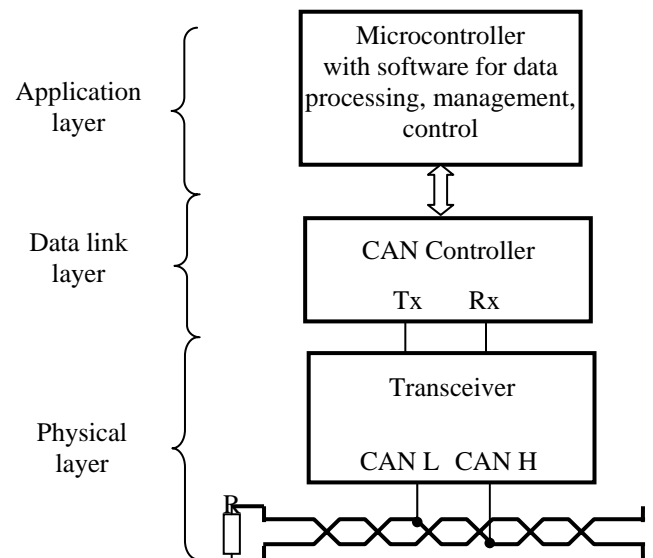 Microcontroller
with software for data
processing, management,
control
Application
layer
Data link
layer
CAN Controller
Tx Rx
Transceiver
Physical
layer
CAN L CAN H
R